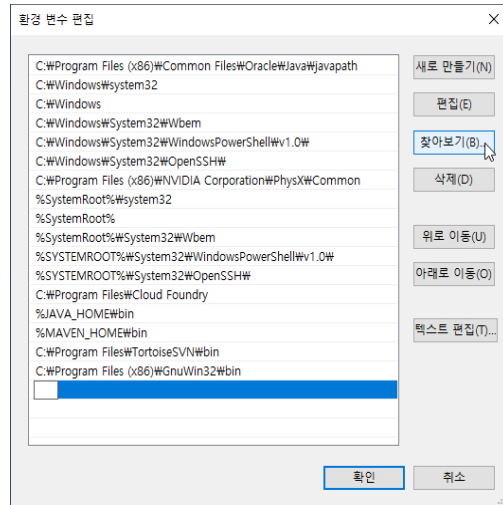 환경 변수 편집
C:₩Program Files (x86)₩Common Files₩Oracle₩Java₩javapath
C:₩Windows₩system32
C:₩Windows
C:₩Windows₩System32₩Wbem
C:₩Windows₩System32₩WindowsPowerShell₩v1.0₩
C:₩Windows₩System32₩OpenSSH₩
C:₩Program Files (x86)₩NVIDIA Corporation₩PhysX₩Common
%SystemRoot%₩system32
%SystemRoot%
%SystemRoot%₩System32₩Wbem
%SYSTEMROOT%₩System32₩WindowsPowerShell₩v1.0₩
%SYSTEMROOT%₩System32₩OpenSSH₩
C:₩Program Files₩Cloud Foundry
%JAVA_HOME₩bin
%MAVEN_HOME₩bin
C:₩Program Files₩TortoiseSVN₩bin
C:₩Program Files (x86)₩GnuWin32₩bin
새로 만들기(N)
편집(E)
찾아보기(B)...
삭제(D)
위로 이동(U)
아래로 이동(O)
텍스트 편집(T)...
확인
취소